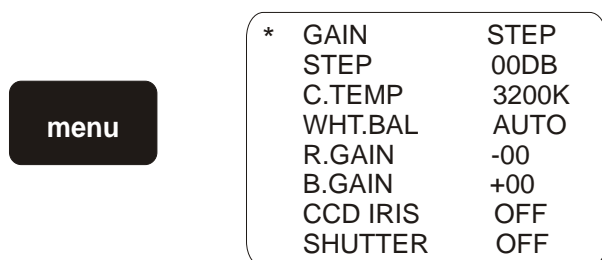 menu
* GAIN STEP
STEP 00DB
C.TEMP 3200K
WHT.BAL AUTO
R.GAIN -00
B.GAIN +00
CCD IRIS OFF
SHUTTER OFF